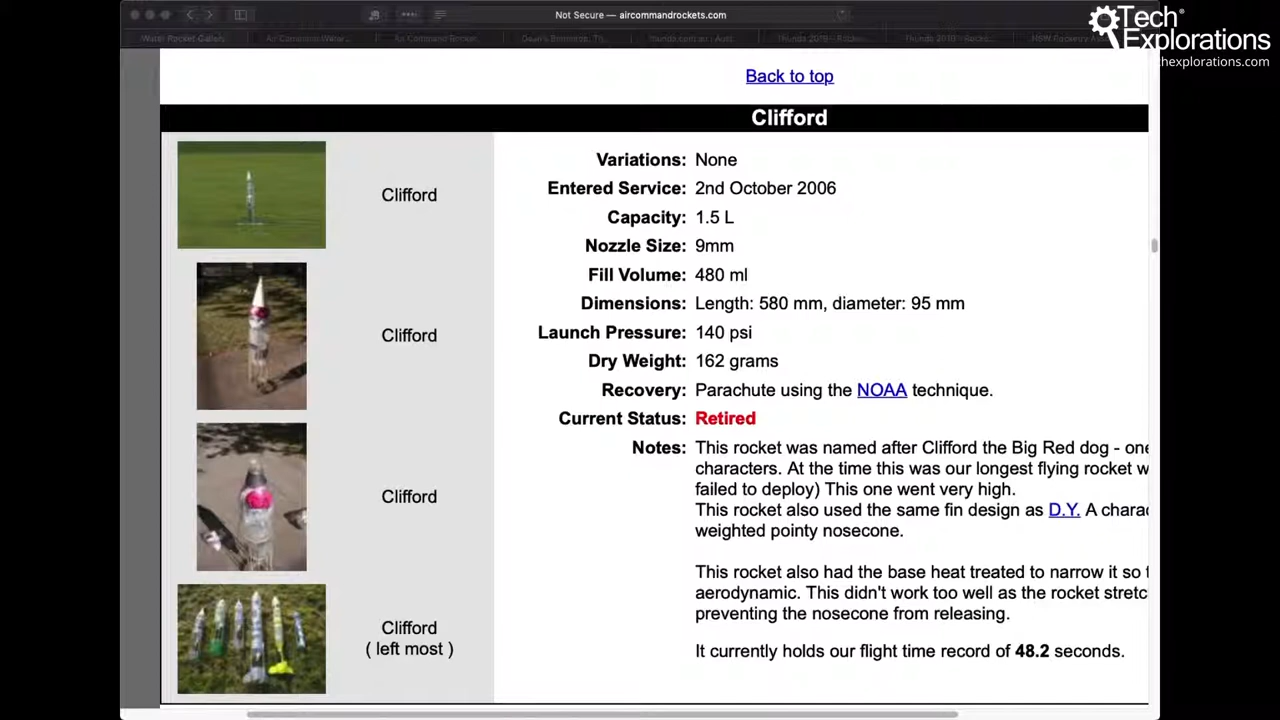 Not Secure — aircommandrockets.com
Tech
Explorations
chexplorations.com
Back to top
Clifford
Clifford
Clifford
Clifford
Clifford
( left most )
Variations: None
Entered Service: 2nd October 2006
Capacity: 1.5 L
Nozzle Size: 9mm
Fill Volume: 480 ml
Dimensions: Length: 580 mm, diameter: 95 mm
Launch Pressure: 140 psi
Dry Weight: 162 grams
Recovery: Parachute using the NOAA technique.
Current Status: Retired
Notes: This rocket was named after Clifford the Big Red dog - one
characters. At the time this was our longest flying rocket w
failed to deploy) This one went very high.
This rocket also used the same fin design as D.Y. A charac
weighted pointy nosecone.
This rocket also had the base heat treated to narrow it so t
aerodynamic. This didn't work too well as the rocket stretc
preventing the nosecone from releasing.
It currently holds our flight time record of 48.2 seconds.